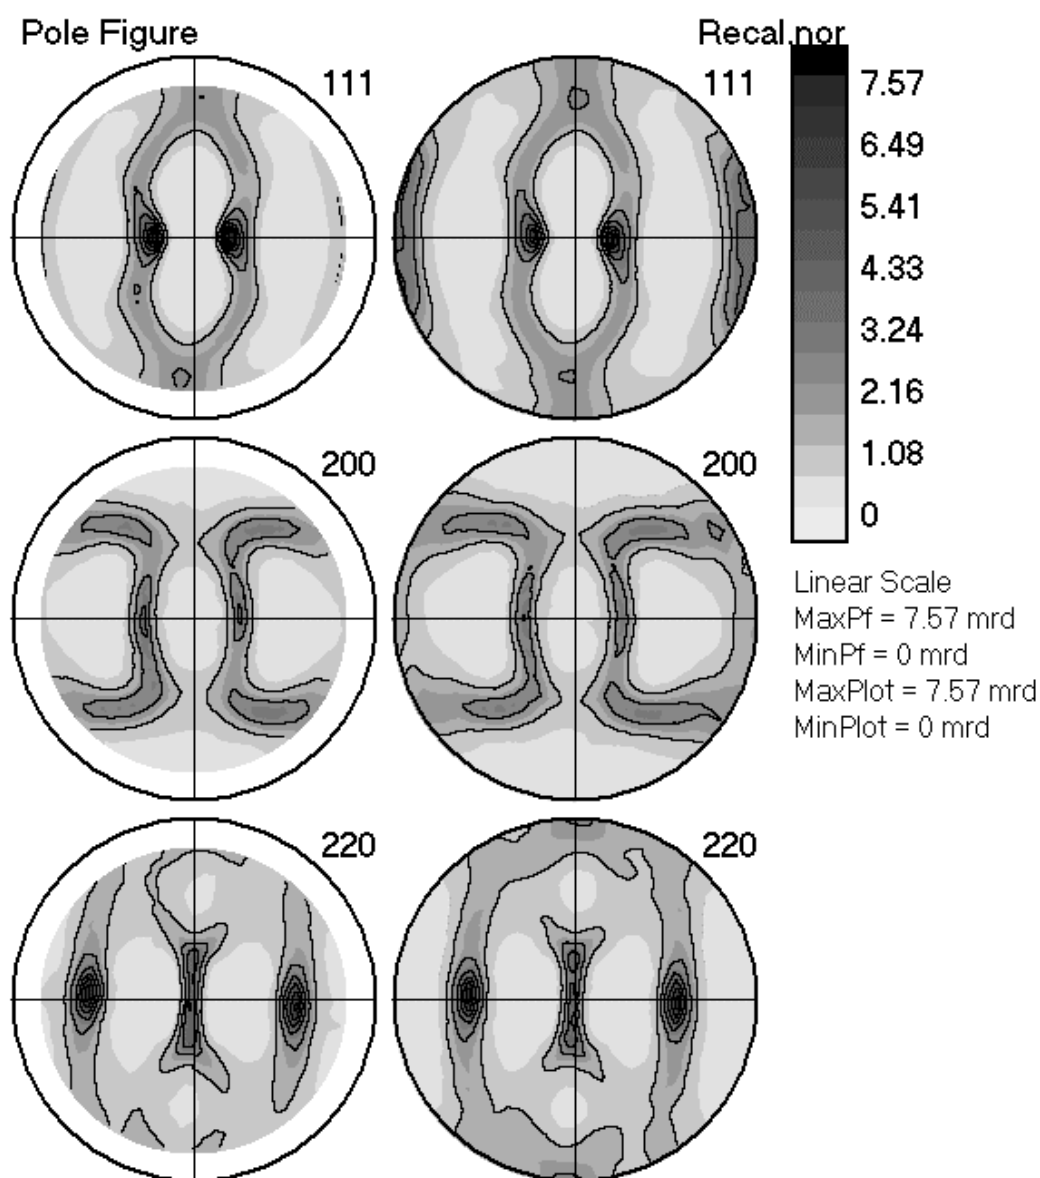 Pole Figure
Recal.nor
111
111
7.57
6.49
5.41
4.33
3.24
2.16
1.08
0
200
200
Linear Scale
MaxPf = 7.57 mrd
MinPf = 0 mrd
MaxPlot = 7.57 mrd
MinPlot = 0 mrd
220
220